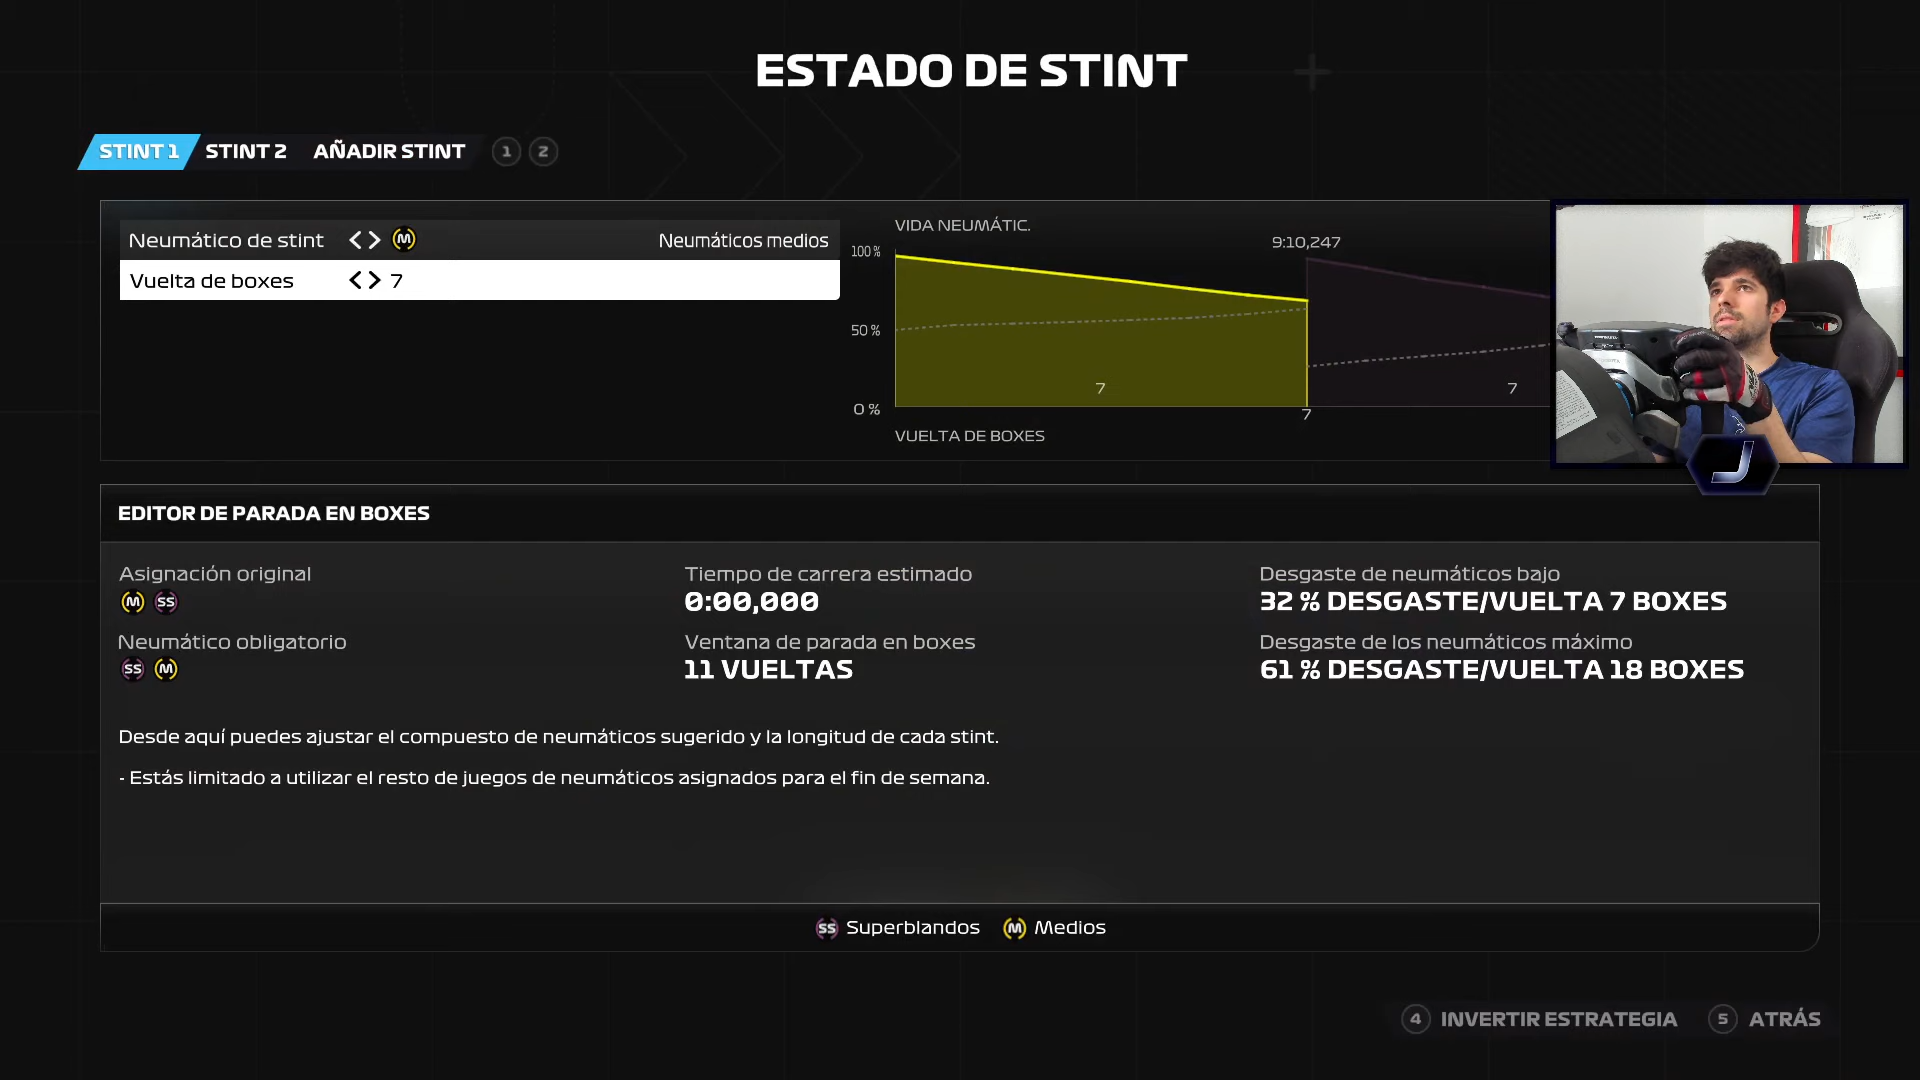 ESTADO DE STINT
STINT 1 STINT 2 AÑADIR STINT 1 2
Neumático de stint M Neumáticos medios
Vuelta de boxes 7
VIDA NEUMÁTIC.
9:10,247
100 %
50 %
0 %
7 7
7
VUELTA DE BOXES
J
EDITOR DE PARADA EN BOXES
Asignación original
M SS
Neumático obligatorio
SS M
Tiempo de carrera estimado
0:00,000
Ventana de parada en boxes
11 VUELTAS
Desgaste de neumáticos bajo
32 % DESGASTE/VUELTA 7 BOXES
Desgaste de los neumáticos máximo
61 % DESGASTE/VUELTA 18 BOXES
Desde aquí puedes ajustar el compuesto de neumáticos sugerido y la longitud de cada stint.
- Estás limitado a utilizar el resto de juegos de neumáticos asignados para el fin de semana.
SS Superblandos M Medios
4 INVERTIR ESTRATEGIA 5 ATRÁS